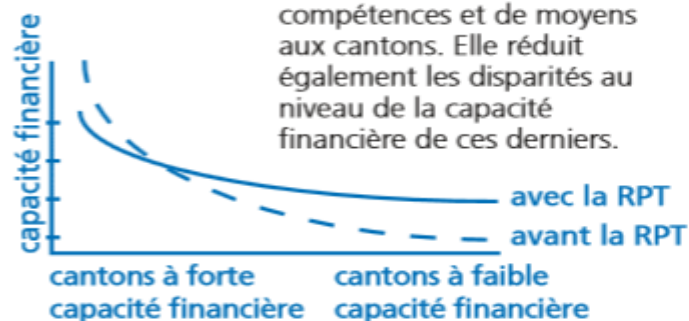 compétences et de moyens
aux cantons. Elle réduit
également les disparités au
niveau de la capacité
financière de ces derniers.
capacité financière
avec la RPT
avant la RPT
cantons à forte
capacité financière
cantons à faible
capacité financière